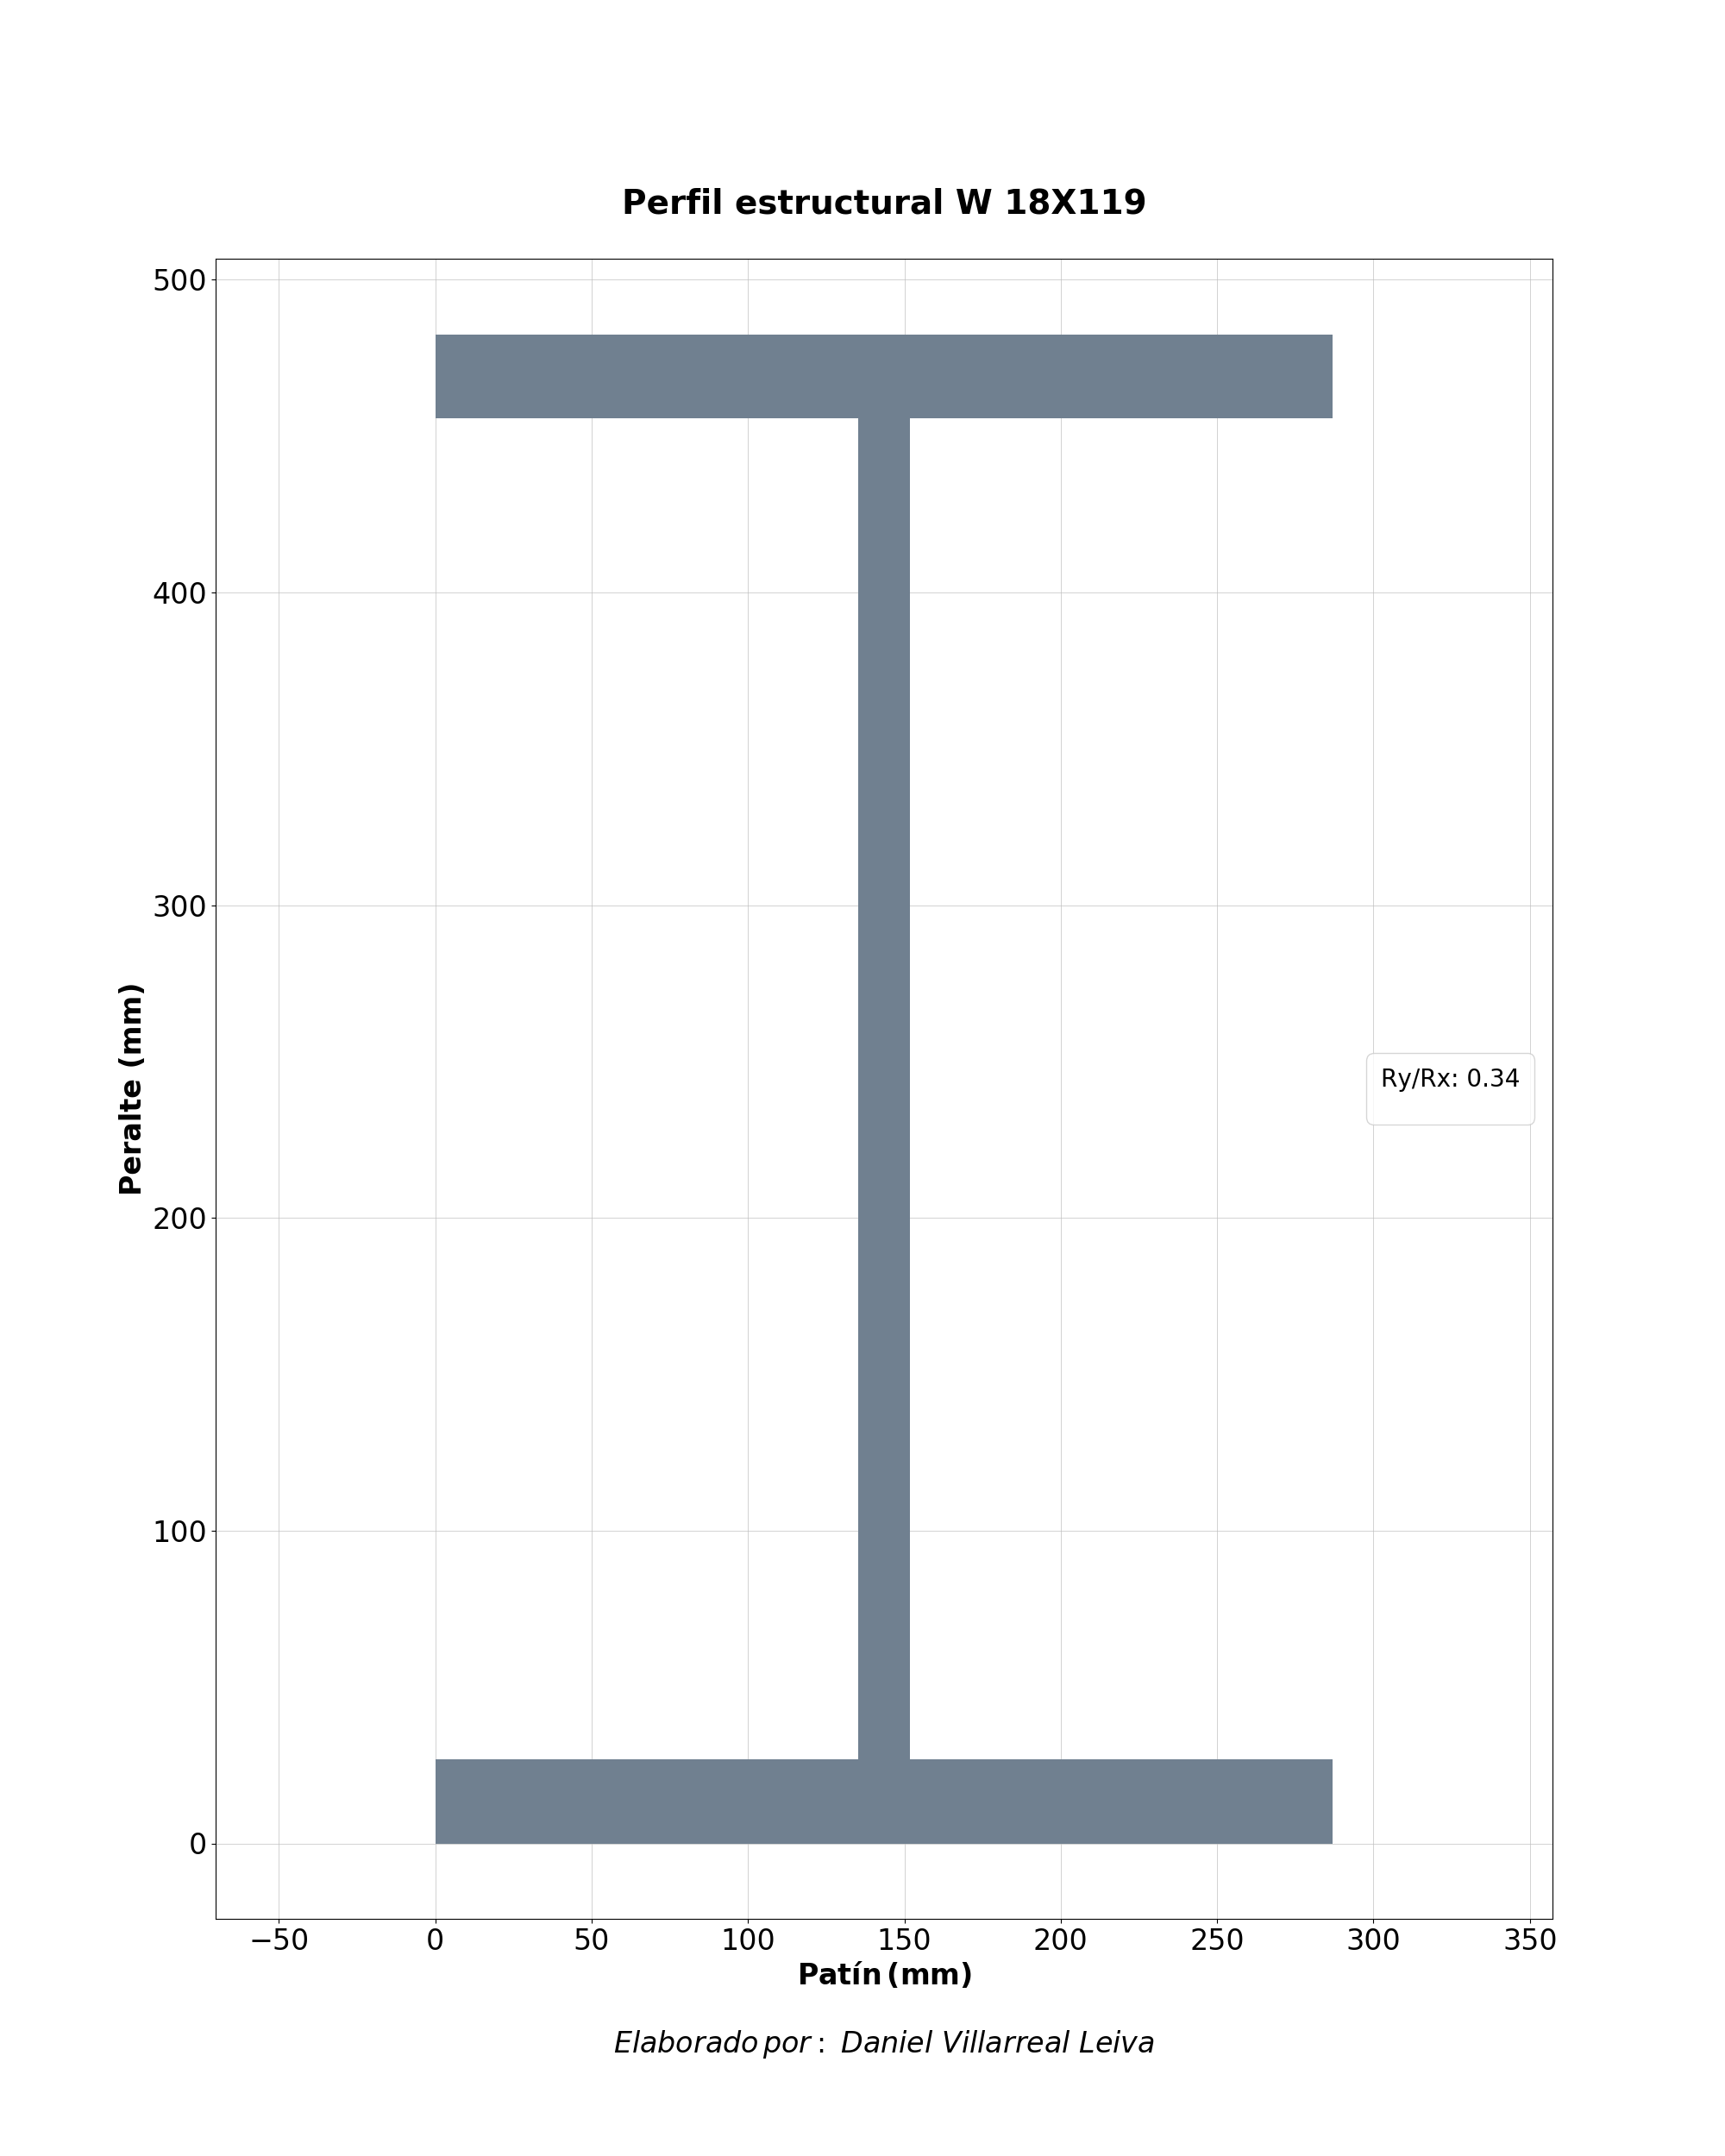 Perfil estructural W 18X119
500
400
300
200
100
0
Peralte (mm)
Ry/Rx: 0.34
−50 0 50 100 150 200 250 300 350
Patín (mm)
Elaborado por: Daniel Villarreal Leiva